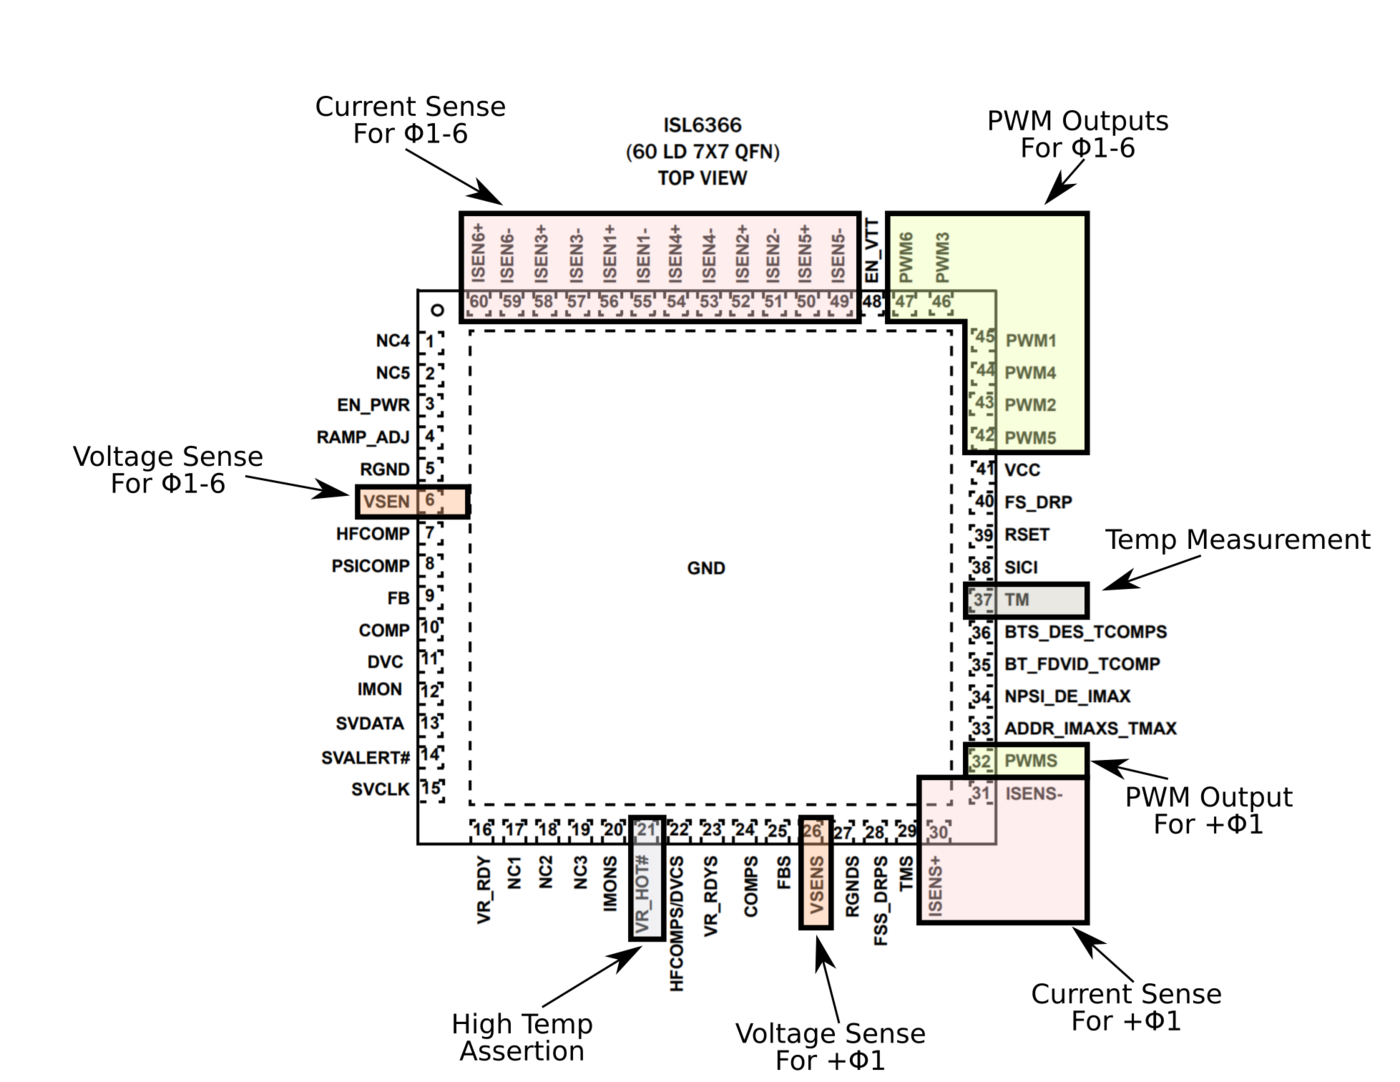 Current Sense
For Φ1-6
ISL6366
(60 LD 7X7 QFN)
TOP VIEW
PWM Outputs
For Φ1-6
ISEN6+
ISEN6-
ISEN3+
ISEN3-
ISEN1+
ISEN1-
ISEN4+
ISEN4-
ISEN2+
ISEN2-
ISEN5+
ISEN5-
EN_VTT
PWM6
PWM3
60 59 58 57 56 55 54 53 52 51 50 49 48 47 46
NC4 1
NC5 2
EN_PWR 3
RAMP_ADJ 4
RGND 5
VSEN 6
HFCOMP 7
PSICOMP 8
FB 9
COMP 10
DVC 11
IMON 12
SVDATA 13
SVALERT# 14
SVCLK 15
Voltage Sense
For Φ1-6
GND
45 PWM1
44 PWM4
43 PWM2
42 PWM5
41 VCC
40 FS_DRP
39 RSET
38 SICI
37 TM
36 BTS_DES_TCOMPS
35 BT_FDVID_TCOMP
34 NPSI_DE_IMAX
33 ADDR_IMAXS_TMAX
32 PWMS
31 ISENS-
Temp Measurement
PWM Output
For +Φ1
16 17 18 19 20 21 22 23 24 25 26 27 28 29 30
VR_RDY
NC1
NC2
NC3
IMONS
VR_HOT#
HFCOMPS/DVCS
VR_RDYS
COMPS
FBS
VSENS
RGNDS
FSS_DRPS
TMS
ISENS+
High Temp
Assertion
Voltage Sense
For +Φ1
Current Sense
For +Φ1